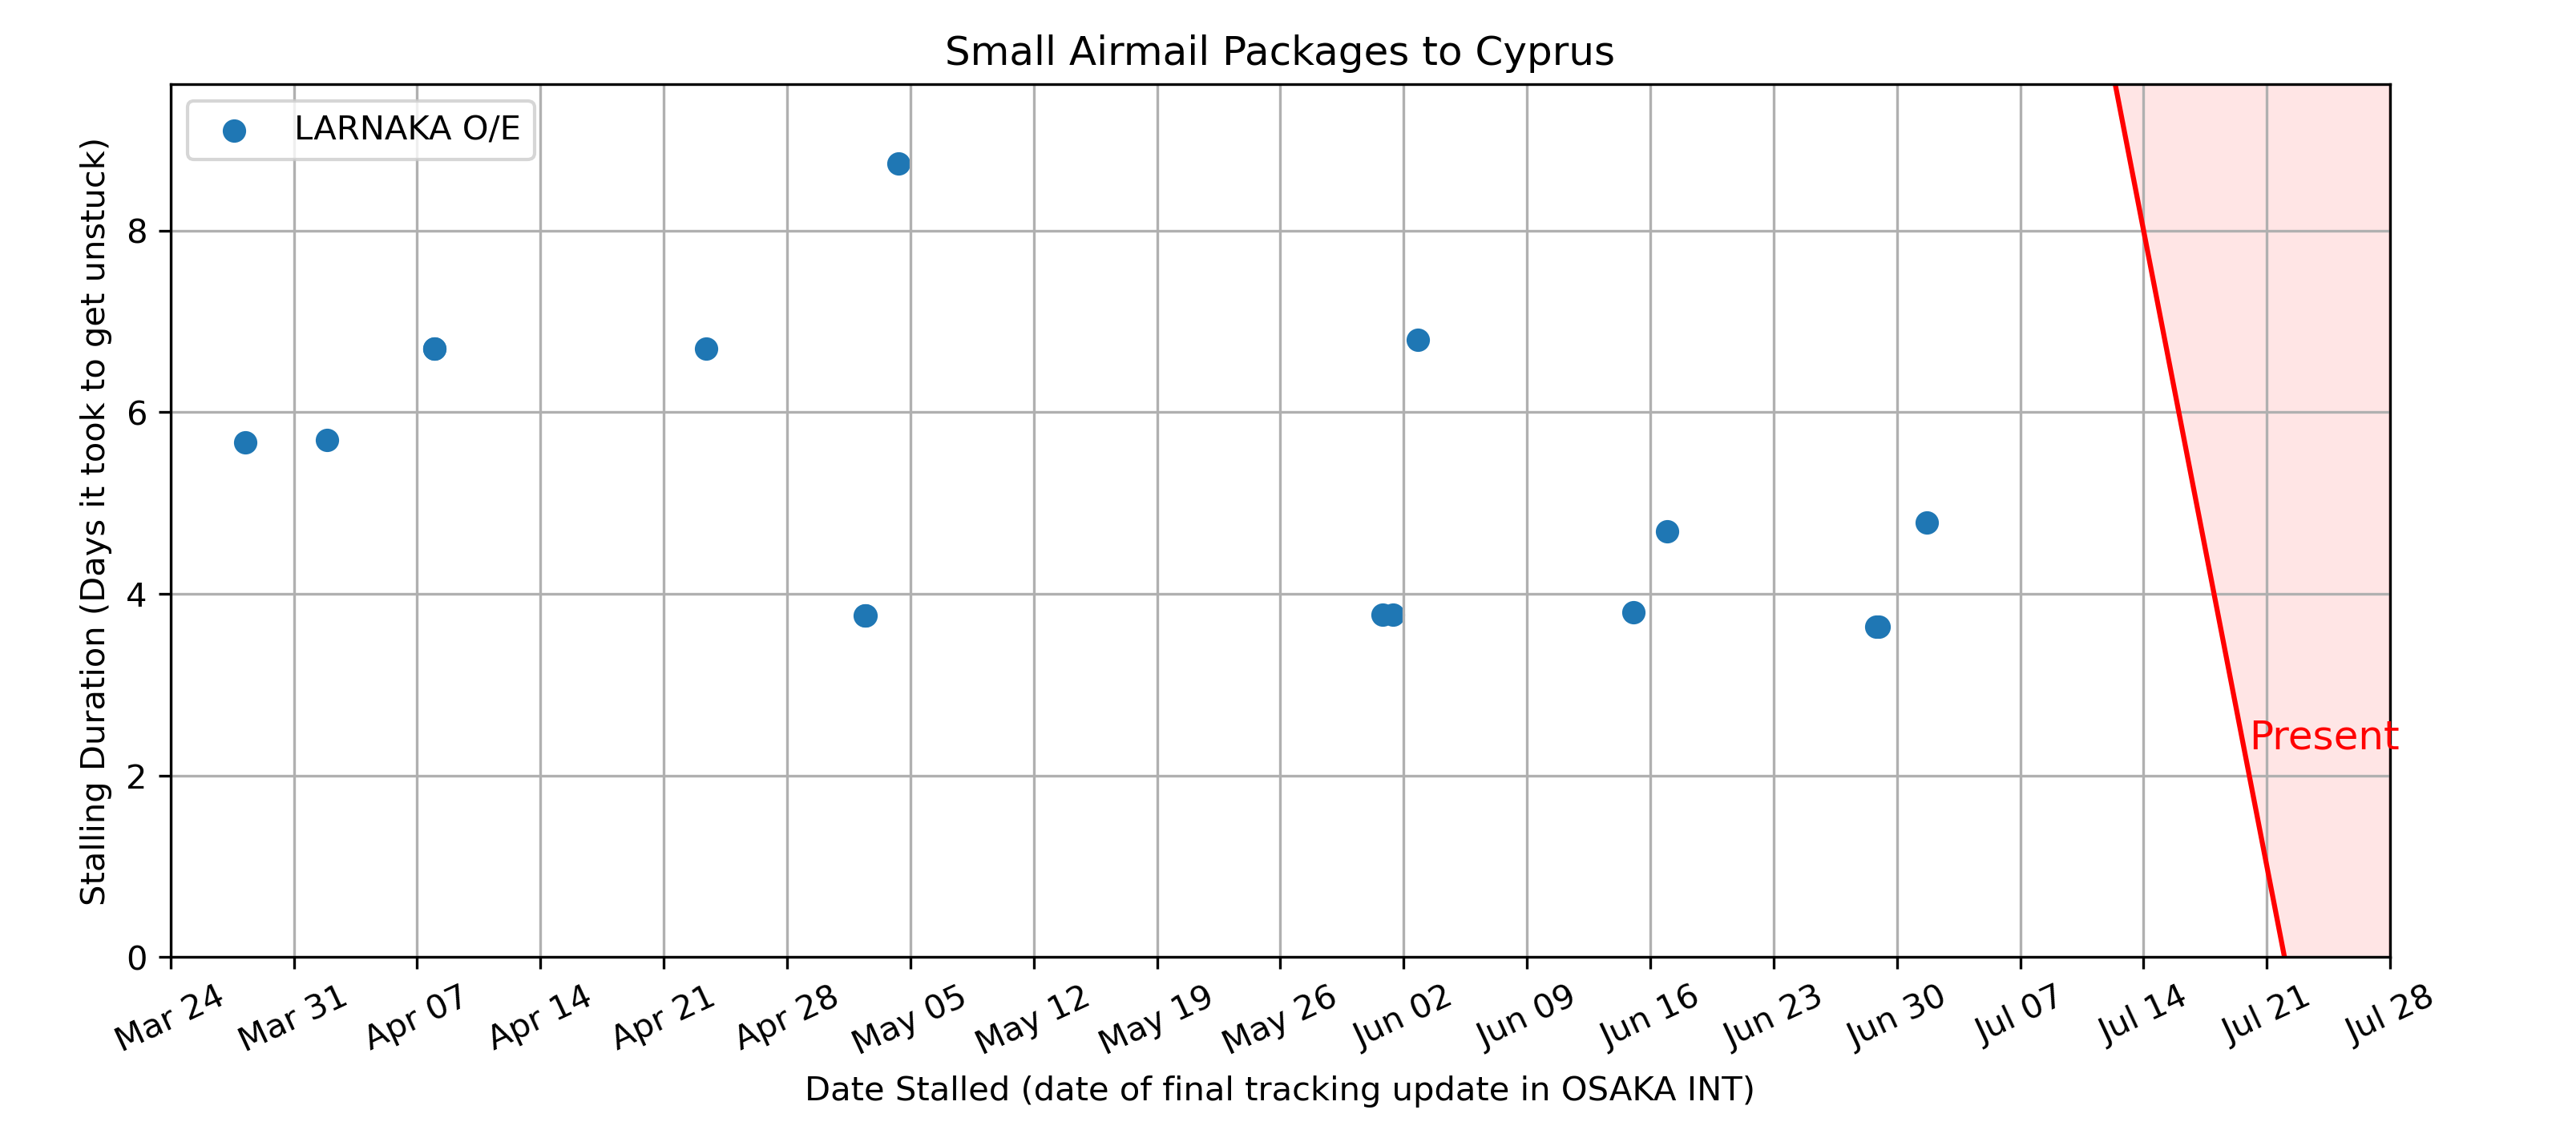 Small Airmail Packages to Cyprus
LARNAKA O/E
Stalling Duration (Days it took to get unstuck)
8
6
4
2
0
Present
Mar 24
Mar 31
Apr 07
Apr 14
Apr 21
Apr 28
May 05
May 12
May 19
May 26
Jun 02
Jun 09
Jun 16
Jun 23
Jun 30
Jul 07
Jul 14
Jul 21
Jul 28
Date Stalled (date of final tracking update in OSAKA INT)